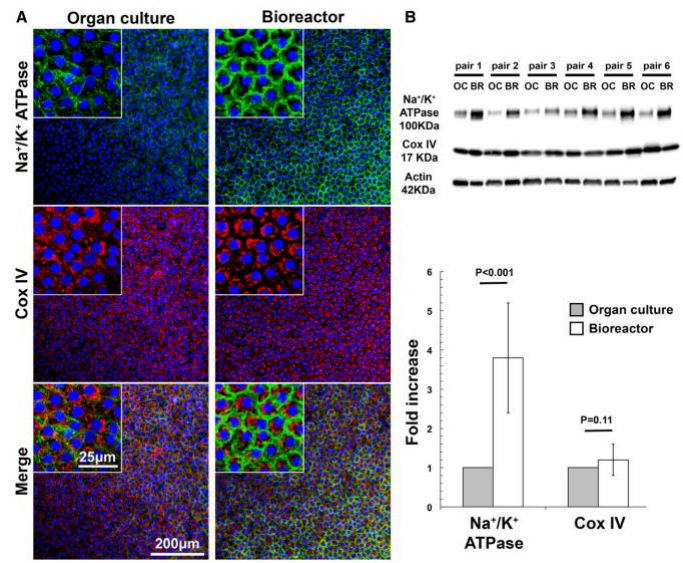 A
Organ culture
Bioreactor
Na⁺/K⁺ ATPase
Cox IV
Merge
25µm
200µm
B
pair 1 pair 2 pair 3 pair 4 pair 5 pair 6
OC BR OC BR OC BR OC BR OC BR OC BR
Na⁺/K⁺
ATPase
100KDa
Cox IV
17 KDa
Actin
42KDa
Fold increase
6
5
4
3
2
1
0
P<0.001
P=0.11
Organ culture
Bioreactor
Na⁺/K⁺
ATPase
Cox IV